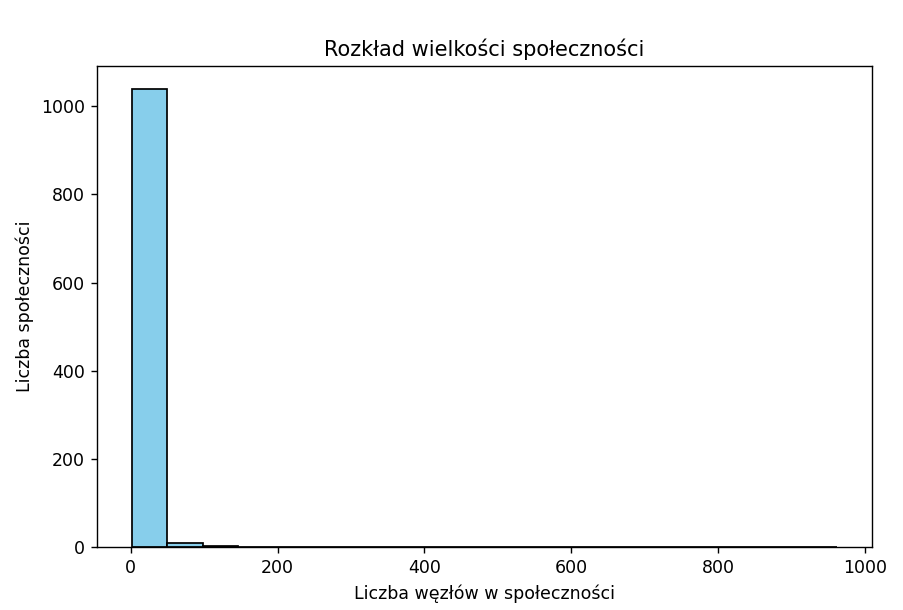 Rozkład wielkości społeczności
Liczba społeczności
1000
800
600
400
200
0
0 200 400 600 800 1000
Liczba węzłów w społeczności